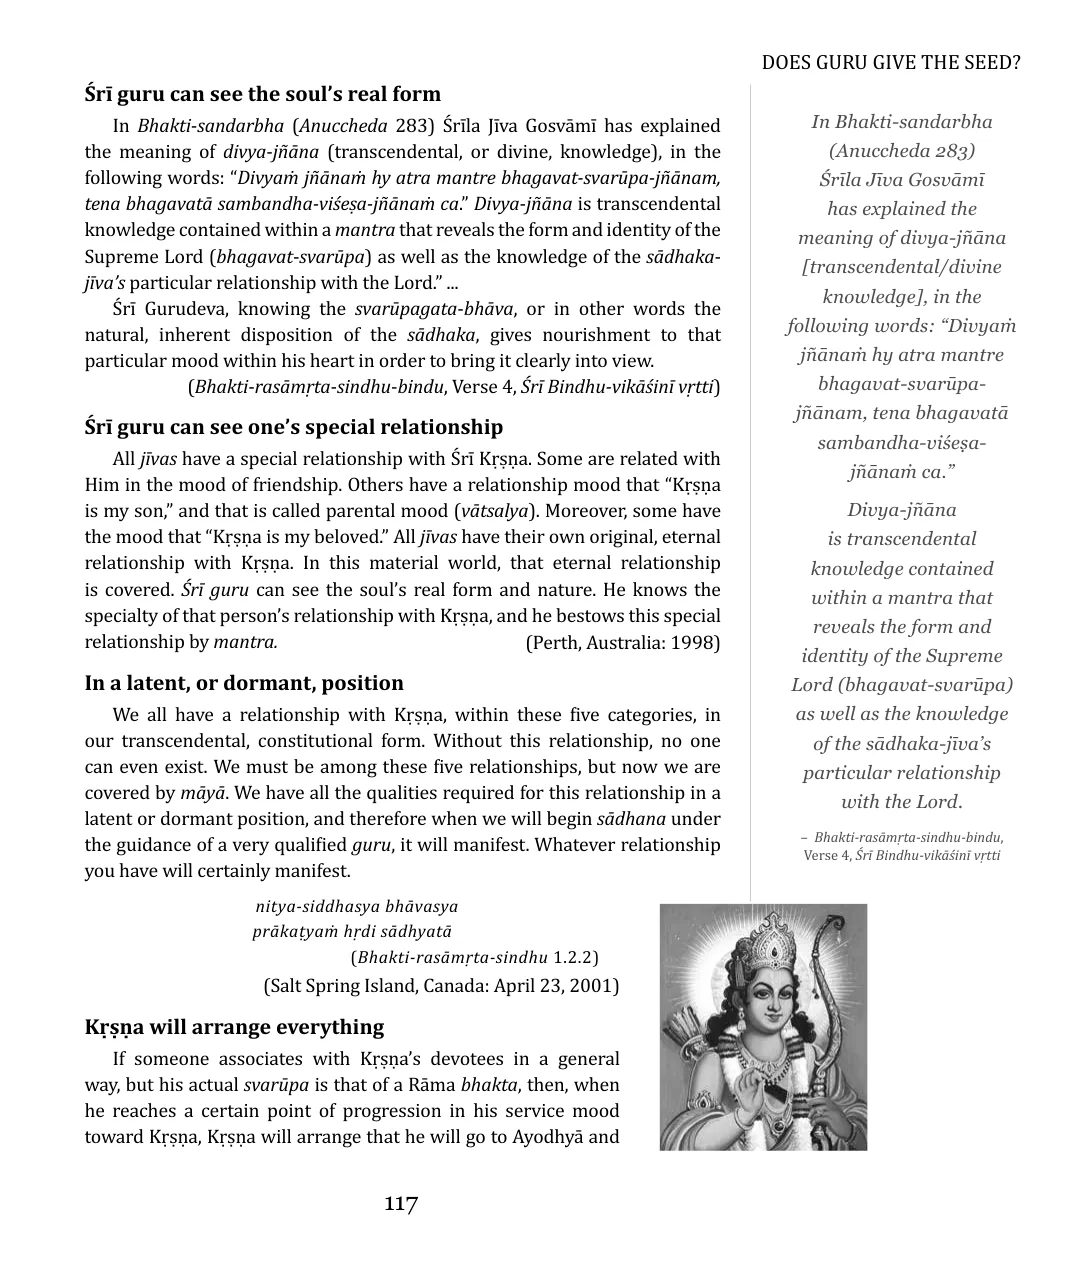 DOES GURU GIVE THE SEED?
Śrī guru can see the soul’s real form
In Bhakti-sandarbha (Anuccheda 283) Śrīla Jīva Gosvāmī has explained
the meaning of divya-jñāna (transcendental, or divine, knowledge), in the
following words: “Divyaṁ jñānaṁ hy atra mantre bhagavat-svarūpa-jñānam,
tena bhagavatā sambandha-viśeṣa-jñānaṁ ca.” Divya-jñāna is transcendental
knowledge contained within a mantra that reveals the form and identity of the
Supreme Lord (bhagavat-svarūpa) as well as the knowledge of the sādhaka-
jīva’s particular relationship with the Lord.” ...
Śrī Gurudeva, knowing the svarūpagata-bhāva, or in other words the
natural, inherent disposition of the sādhaka, gives nourishment to that
particular mood within his heart in order to bring it clearly into view.
(Bhakti-rasāmṛta-sindhu-bindu, Verse 4, Śrī Bindhu-vikāśinī vṛtti)
Śrī guru can see one’s special relationship
All jīvas have a special relationship with Śrī Kṛṣṇa. Some are related with
Him in the mood of friendship. Others have a relationship mood that “Kṛṣṇa
is my son,” and that is called parental mood (vātsalya). Moreover, some have
the mood that “Kṛṣṇa is my beloved.” All jīvas have their own original, eternal
relationship with Kṛṣṇa. In this material world, that eternal relationship
is covered. Śrī guru can see the soul’s real form and nature. He knows the
specialty of that person’s relationship with Kṛṣṇa, and he bestows this special
relationship by mantra. (Perth, Australia: 1998)
In a latent, or dormant, position
We all have a relationship with Kṛṣṇa, within these five categories, in
our transcendental, constitutional form. Without this relationship, no one
can even exist. We must be among these five relationships, but now we are
covered by māyā. We have all the qualities required for this relationship in a
latent or dormant position, and therefore when we will begin sādhana under
the guidance of a very qualified guru, it will manifest. Whatever relationship
you have will certainly manifest.
nitya-siddhasya bhāvasya
prākaṭyaṁ hṛdi sādhyatā
(Bhakti-rasāmṛta-sindhu 1.2.2)
(Salt Spring Island, Canada: April 23, 2001)
Kṛṣṇa will arrange everything
If someone associates with Kṛṣṇa’s devotees in a general
way, but his actual svarūpa is that of a Rāma bhakta, then, when
he reaches a certain point of progression in his service mood
toward Kṛṣṇa, Kṛṣṇa will arrange that he will go to Ayodhyā and
In Bhakti-sandarbha
(Anuccheda 283)
Śrīla Jīva Gosvāmī
has explained the
meaning of divya-jñāna
[transcendental/divine
knowledge], in the
following words: “Divyaṁ
jñānaṁ hy atra mantre
bhagavat-svarūpa-
jñānam, tena bhagavatā
sambandha-viśeṣa-
jñānaṁ ca.”
Divya-jñāna
is transcendental
knowledge contained
within a mantra that
reveals the form and
identity of the Supreme
Lord (bhagavat-svarūpa)
as well as the knowledge
of the sādhaka-jīva’s
particular relationship
with the Lord.
– Bhakti-rasāmṛta-sindhu-bindu,
Verse 4, Śrī Bindhu-vikāśinī vṛtti
117